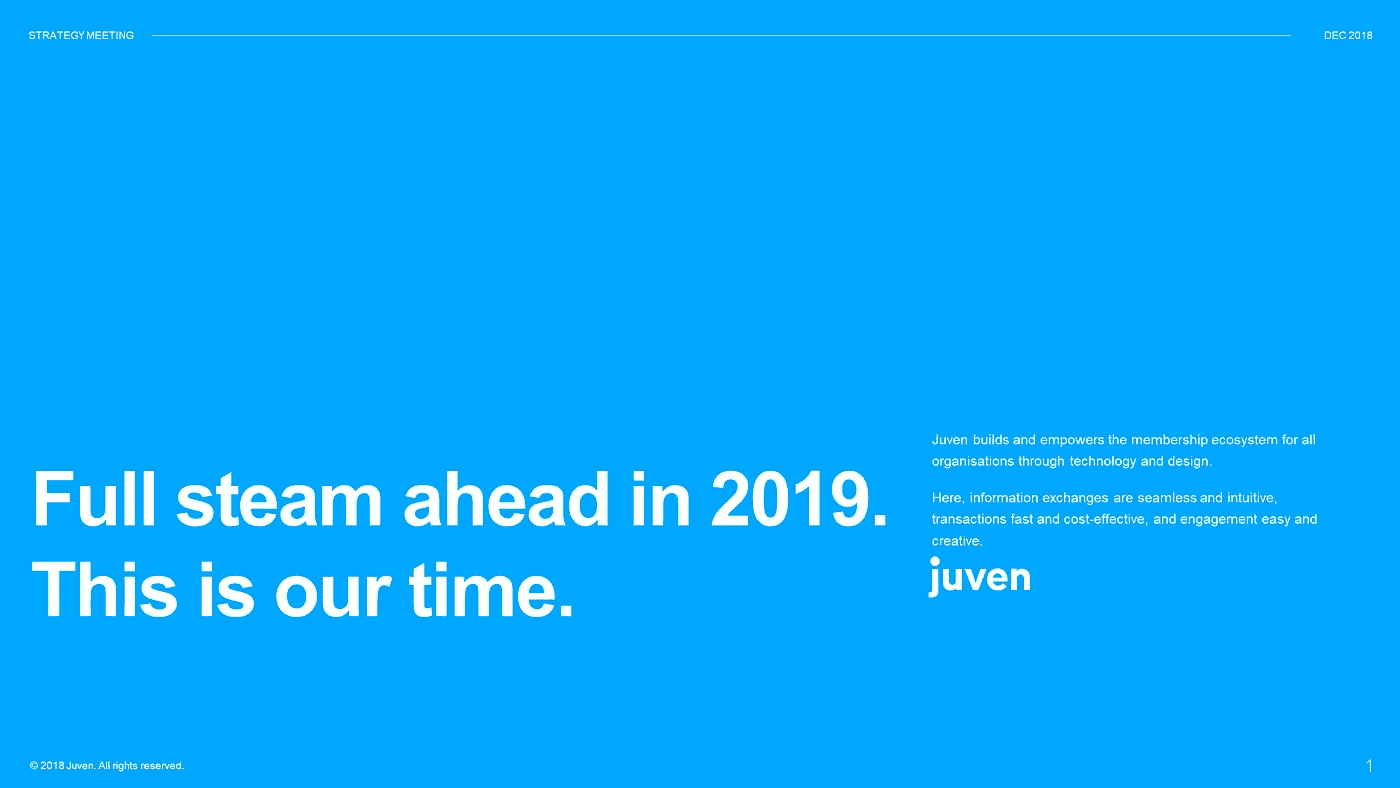 STRATEGY MEETING
DEC 2018
Full steam ahead in 2019.
This is our time.
Juven builds and empowers the membership ecosystem for all
organisations through technology and design.
Here, information exchanges are seamless and intuitive,
transactions fast and cost-effective, and engagement easy and
creative.
juven
© 2018 Juven. All rights reserved.
1